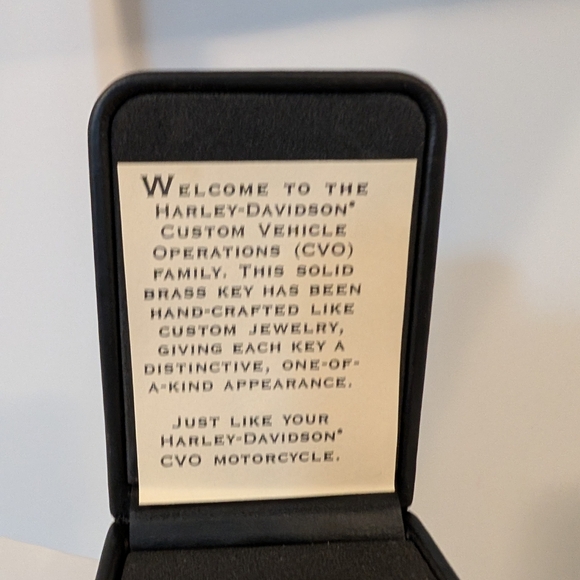 WELCOME TO THE
HARLEY-DAVIDSON®
CUSTOM VEHICLE
OPERATIONS (CVO)
FAMILY. THIS SOLID
BRASS KEY HAS BEEN
HAND-CRAFTED LIKE
CUSTOM JEWELRY,
GIVING EACH KEY A
DISTINCTIVE, ONE-OF-
A-KIND APPEARANCE.
JUST LIKE YOUR
HARLEY-DAVIDSON®
CVO MOTORCYCLE.